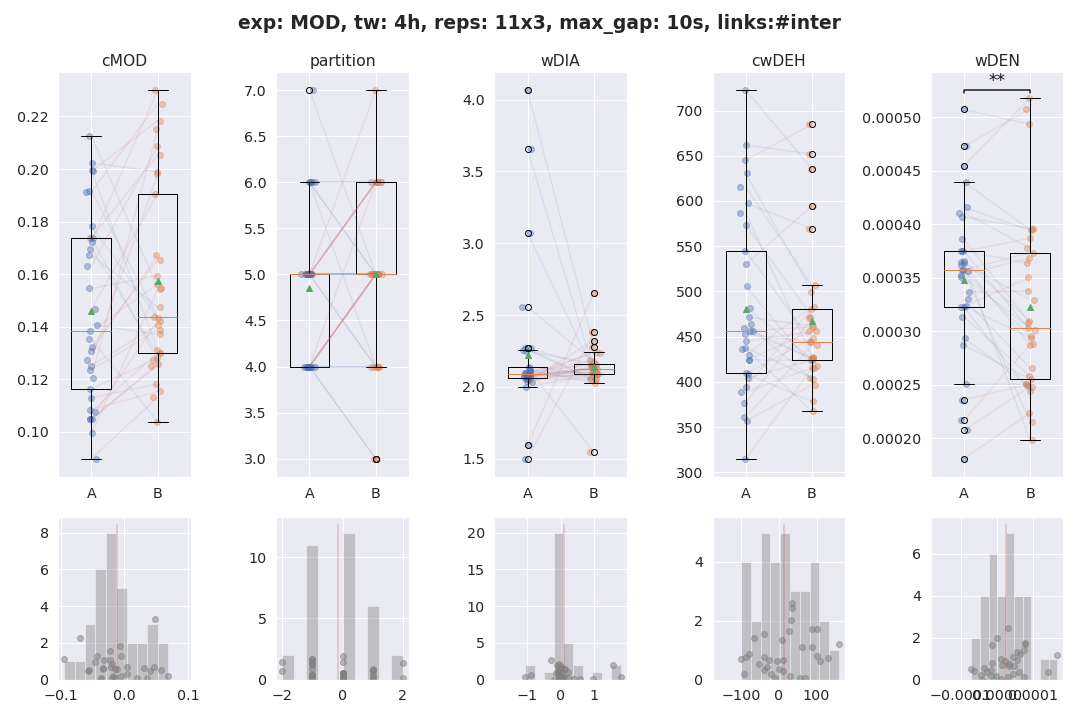 exp: MOD, tw: 4h, reps: 11x3, max_gap: 10s, links:#inter
cMOD partition wDIA cwDEH wDEN
**
0.22 0.20 0.18 0.16 0.14 0.12 0.10
7.0 6.5 6.0 5.5 5.0 4.5 4.0 3.5 3.0
4.0 3.5 3.0 2.5 2.0 1.5
700 650 600 550 500 450 400 350 300
0.00050 0.00045 0.00040 0.00035 0.00030 0.00025 0.00020
A B A B A B A B A B
8 6 4 2 0
10 5 0
20 15 10 5 0
4 2 0
6 4 2 0
−0.1 0.0 0.1 −2 0 2 −1 0 1 −100 0 100